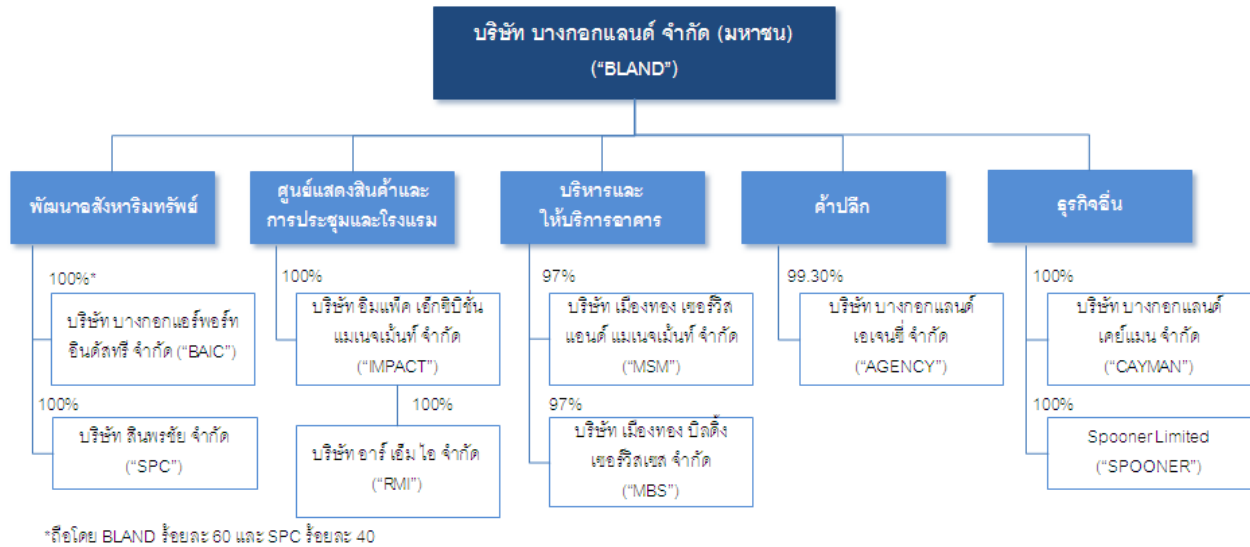 บริษัท บางกอกแลนด์ จำกัด (มหาชน)
("BLAND")
พัฒนาอสังหาริมทรัพย์
ศูนย์แสดงสินค้าและ
การประชุมและโรงแรม
บริหารและ
ให้บริการอาคาร
ค้าปลีก
ธุรกิจอื่น
100%*
บริษัท บางกอกแอร์พอร์ท
อินดัสทรี จำกัด ("BAIC")
100%
บริษัท สินพรชัย จำกัด
("SPC")
100%
บริษัท อิมแพ็ค เอ็กซิบิชั่น
แมเนจเม้นท์ จำกัด
("IMPACT")
100%
บริษัท อาร์ เอ็ม ไอ จำกัด
("RMI")
97%
บริษัท เมืองทอง เซอร์วิส
แอนด์ แมเนจเม้นท์ จำกัด
("MSM")
97%
บริษัท เมืองทอง บิลดิ้ง
เซอร์วิสเซส จำกัด
("MBS")
99.30%
บริษัท บางกอกแลนด์
เอเจนซี่ จำกัด
("AGENCY")
100%
บริษัท บางกอกแลนด์
เคย์แมน จำกัด
("CAYMAN")
100%
Spooner Limited
("SPOONER")
*ถือโดย BLAND ร้อยละ 60 และ SPC ร้อยละ 40